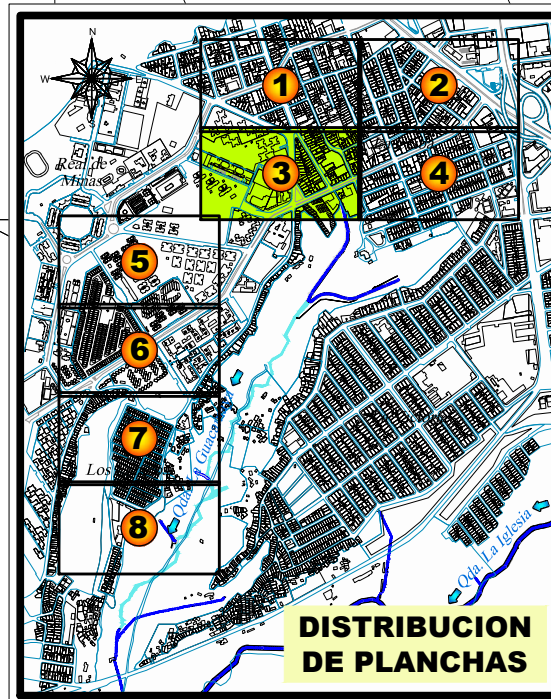 N
W
1
2
3
4
Real de
Minas
5
6
7
Los
8
Qda. La Iglesia
DISTRIBUCION
DE PLANCHAS